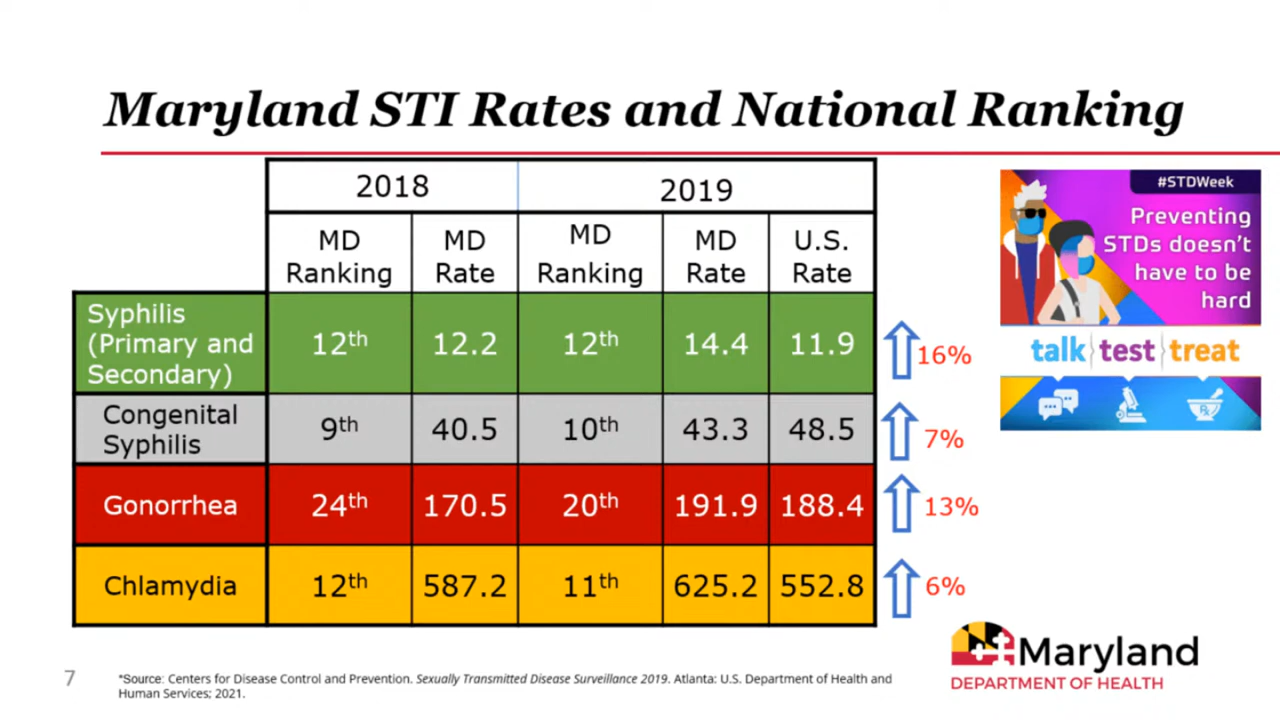 Maryland STI Rates and National Ranking
2018
2019
MD Ranking
MD Rate
MD Ranking
MD Rate
U.S. Rate
Syphilis
(Primary and
Secondary)
12th
12.2
12th
14.4
11.9
16%
Congenital
Syphilis
9th
40.5
10th
43.3
48.5
7%
Gonorrhea
24th
170.5
20th
191.9
188.4
13%
Chlamydia
12th
587.2
11th
625.2
552.8
6%
#STDWeek
Preventing
STDs doesn't
have to be
hard
talk test treat
Rx
Maryland
DEPARTMENT OF HEALTH
7
*Source: Centers for Disease Control and Prevention. Sexually Transmitted Disease Surveillance 2019. Atlanta: U.S. Department of Health and
Human Services; 2021.